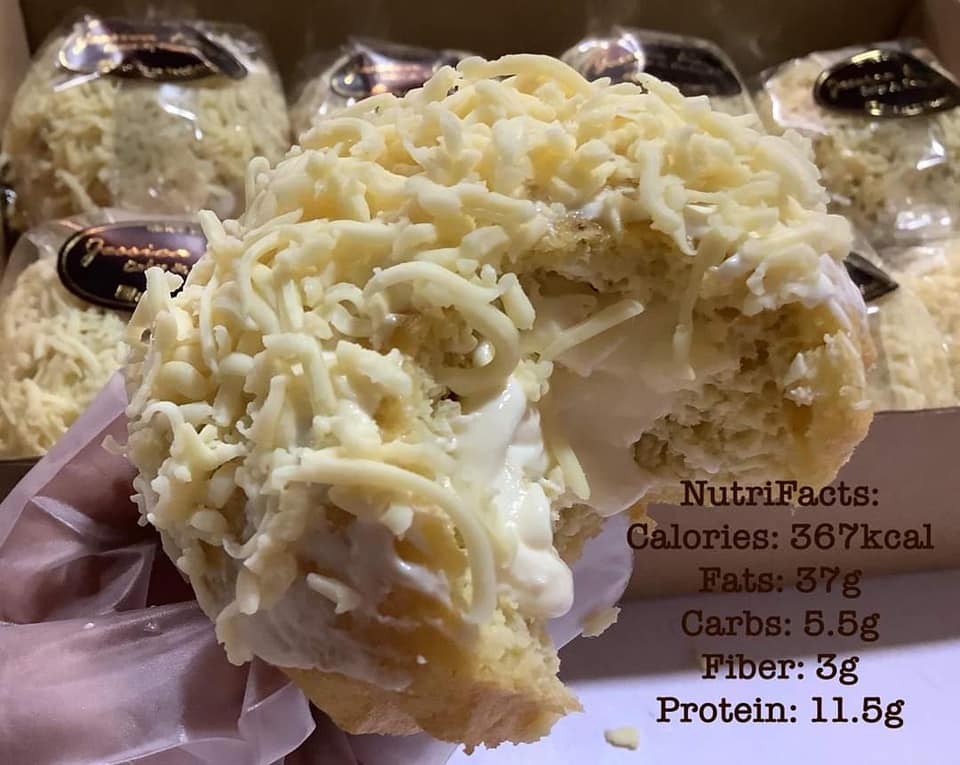 NutriFacts:
Calories: 367kcal
Fats: 37g
Carbs: 5.5g
Fiber: 3g
Protein: 11.5g